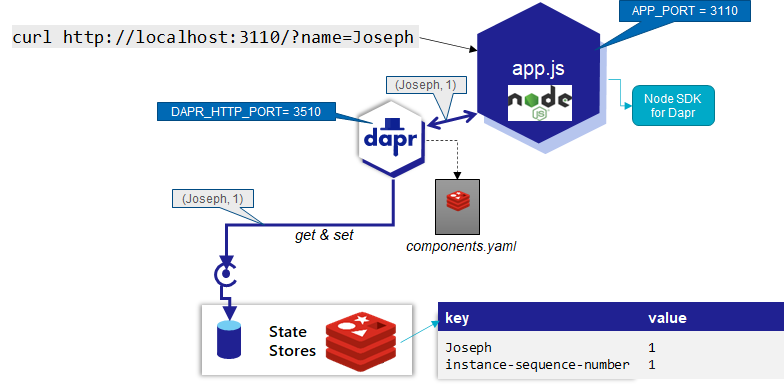 APP_PORT = 3110
curl http://localhost:3110/?name=Joseph
app.js
node
JS
(Joseph, 1)
Node SDK
for Dapr
DAPR_HTTP_PORT= 3510
dapr
(Joseph, 1)
get & set
components.yaml
State
Stores
key value
Joseph 1
instance-sequence-number 1